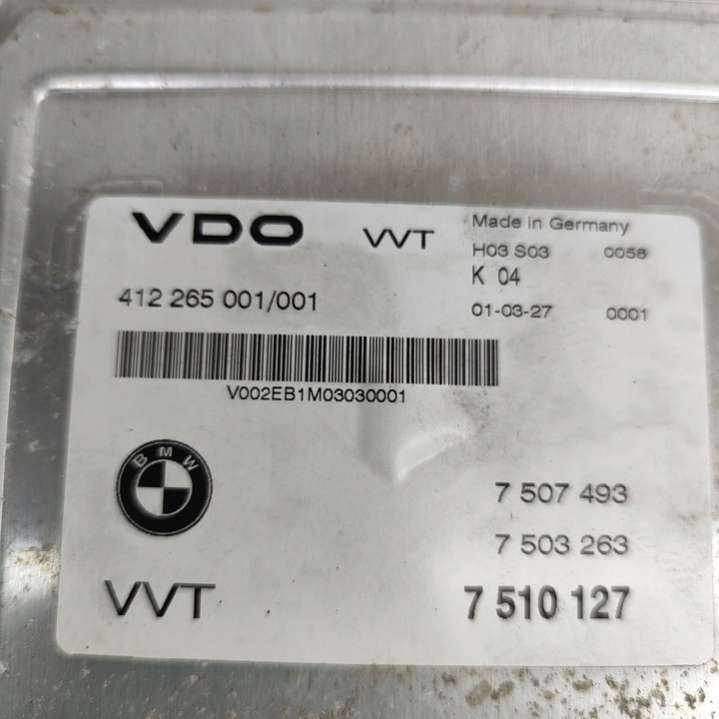 VDO VVT Made in Germany
H03 S03 0058
K 04
412 265 001/001 01-03-27 0001
V002EB1M03030001
BMW
7 507 493
7 503 263
VVT 7 510 127